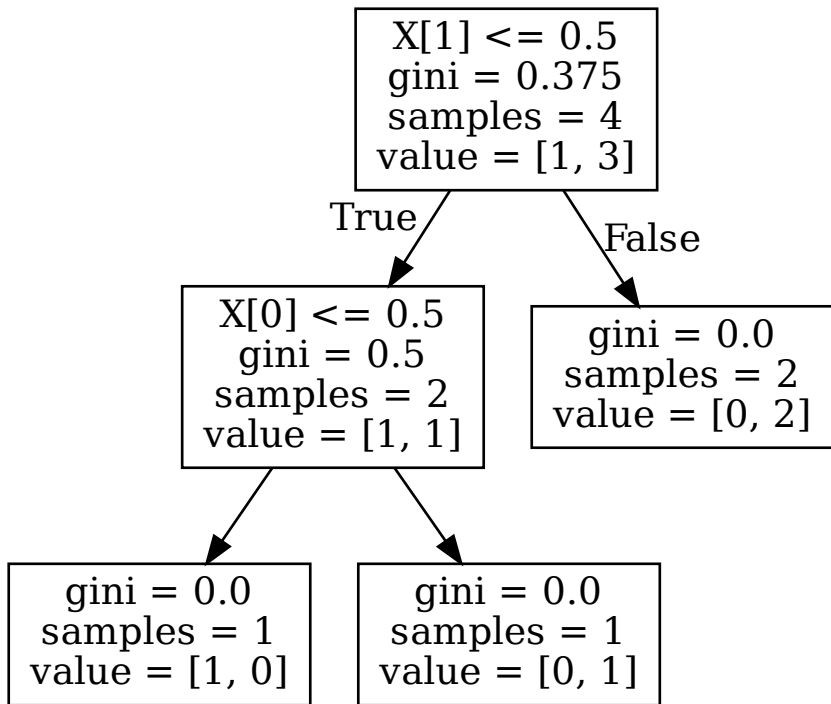 X[1] <= 0.5
gini = 0.375
samples = 4
value = [1, 3]
True
False
X[0] <= 0.5
gini = 0.5
samples = 2
value = [1, 1]
gini = 0.0
samples = 2
value = [0, 2]
gini = 0.0
samples = 1
value = [1, 0]
gini = 0.0
samples = 1
value = [0, 1]